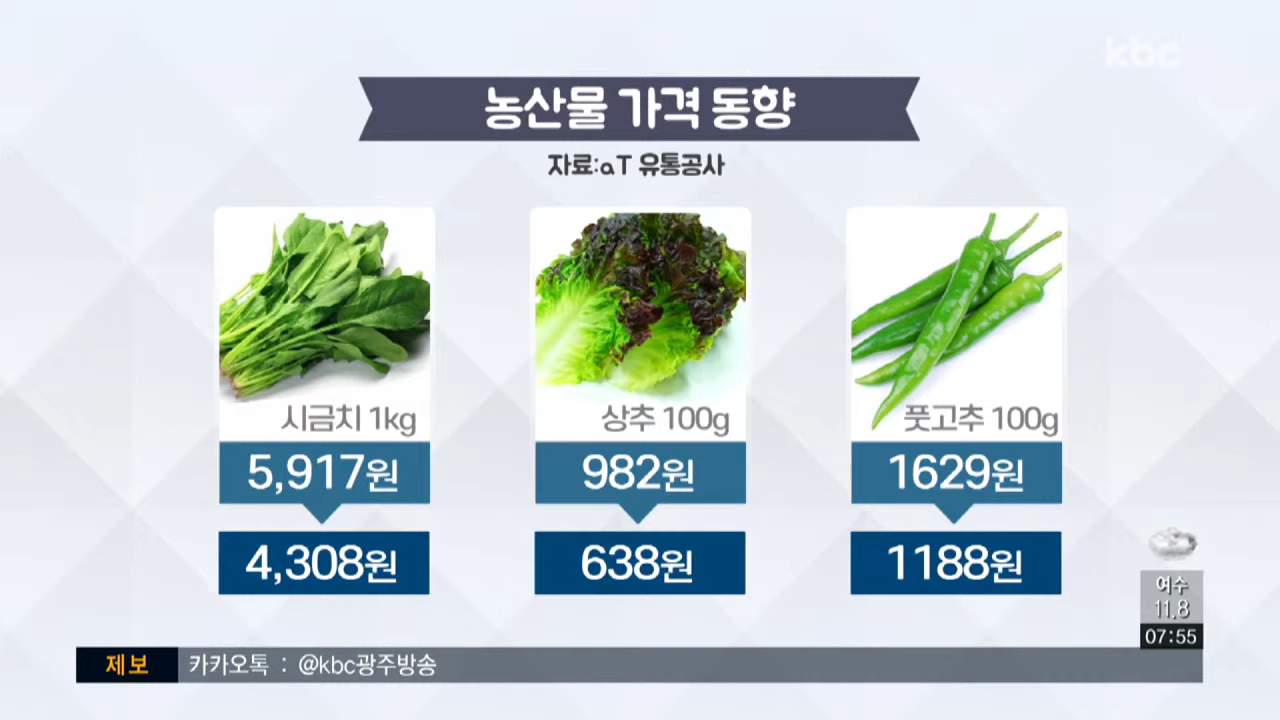 kbc
농산물 가격 동향
자료:aT 유통공사
시금치 1kg
5,917원
4,308원
상추 100g
982원
638원
풋고추 100g
1629원
1188원
여수
11.8
07:55
제보 카카오톡 : @kbc광주방송